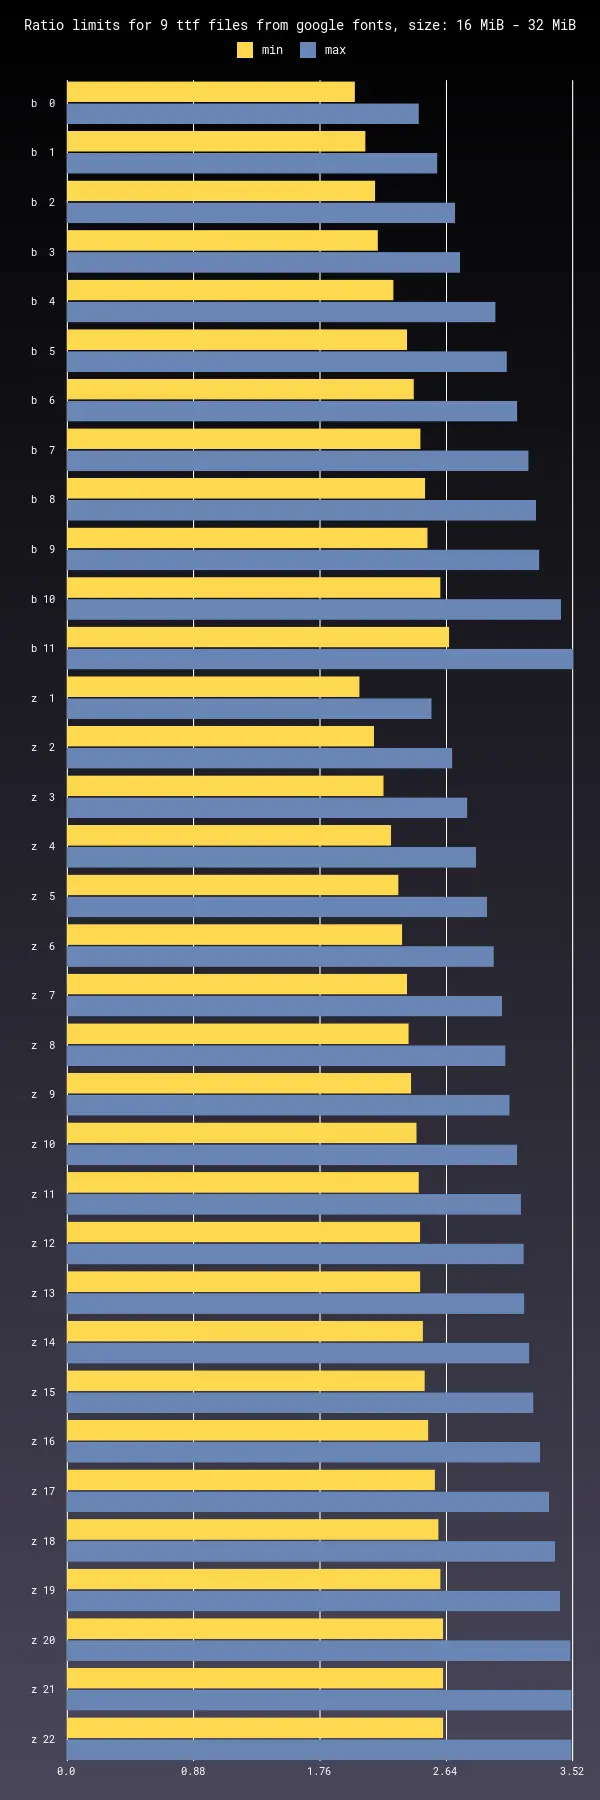 Ratio limits for 9 ttf files from google fonts, size: 16 MiB - 32 MiB
min max
b 0
b 1
b 2
b 3
b 4
b 5
b 6
b 7
b 8
b 9
b 10
b 11
z 1
z 2
z 3
z 4
z 5
z 6
z 7
z 8
z 9
z 10
z 11
z 12
z 13
z 14
z 15
z 16
z 17
z 18
z 19
z 20
z 21
z 22
0.0 0.88 1.76 2.64 3.52